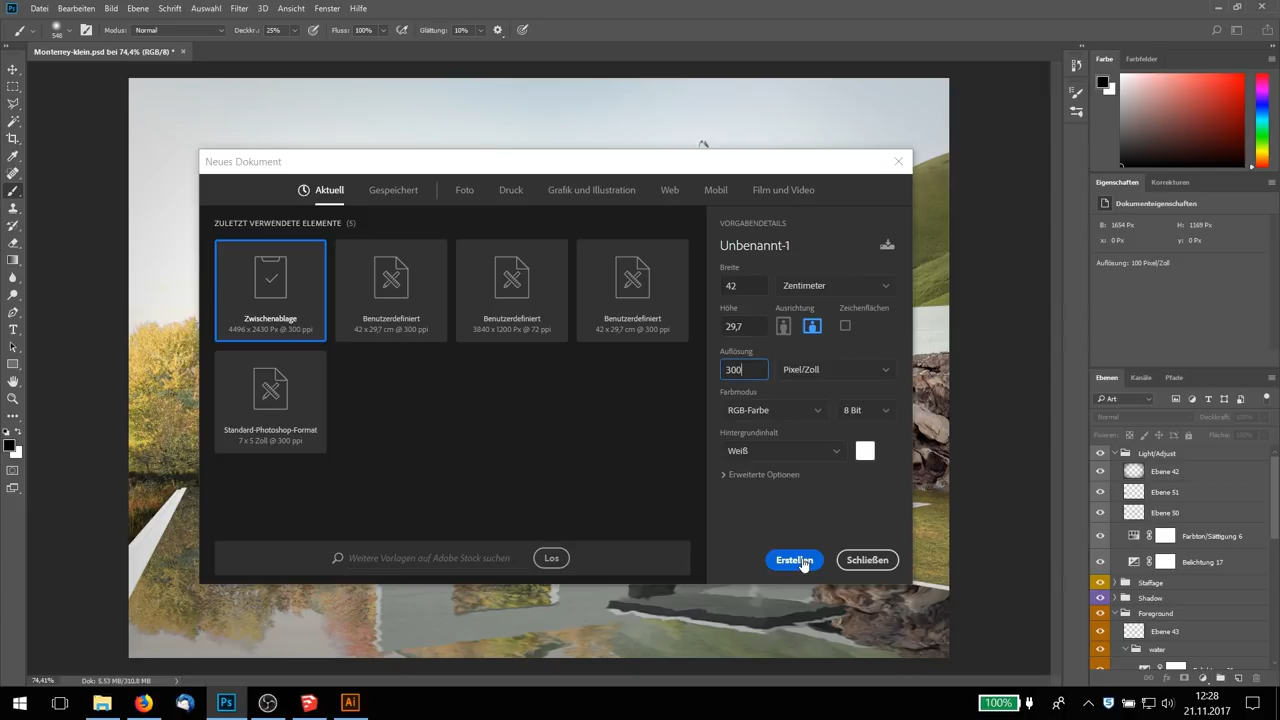 Ps Datei Bearbeiten Bild Ebene Schrift Auswahl Filter 3D Ansicht Fenster Hilfe
548 Modus: Normal Deckkr.: 25% Fluss: 100% Glättung: 10%
Monterrey-klein.psd bei 74,4% (RGB/8) * ×
Neues Dokument
Aktuell Gespeichert Foto Druck Grafik und Illustration Web Mobil Film und Video
ZULETZT VERWENDETE ELEMENTE (5)
Zwischenablage
4496 x 2430 Px @ 300 ppi
Benutzerdefiniert
42 x 29,7 cm @ 300 ppi
Benutzerdefiniert
3840 x 1200 Px @ 72 ppi
Benutzerdefiniert
42 x 29,7 cm @ 300 ppi
Standard-Photoshop-Format
7 x 5 Zoll @ 300 ppi
Weitere Vorlagen auf Adobe Stock suchen Los
VORGABENDETAILS
Unbenannt-1
Breite
42 Zentimeter
Höhe Ausrichtung Zeichenflächen
29,7
Auflösung
300 Pixel/Zoll
Farbmodus
RGB-Farbe 8 Bit
Hintergrundinhalt
Weiß
Erweiterte Optionen
Erstellen Schließen
Farbe Farbfelder
Eigenschaften Korrekturen
Dokumenteigenschaften
B: 1654 Px H: 1169 Px
x: 0 Px y: 0 Px
Auflösung: 100 Pixel/Zoll
Ebenen Kanäle Pfade
Art
Normal Deckkraft: 100%
Fixieren: Fläche: 100%
Light/Adjust
Ebene 42
Ebene 51
Ebene 50
Farbton/Sättigung 6
Belichtung 17
Staffage
Shadow
Foreground
Ebene 43
water
74,41% Dok: 5,53 MB/310,8 MB
Ps Ai
100%
12:28
21.11.2017